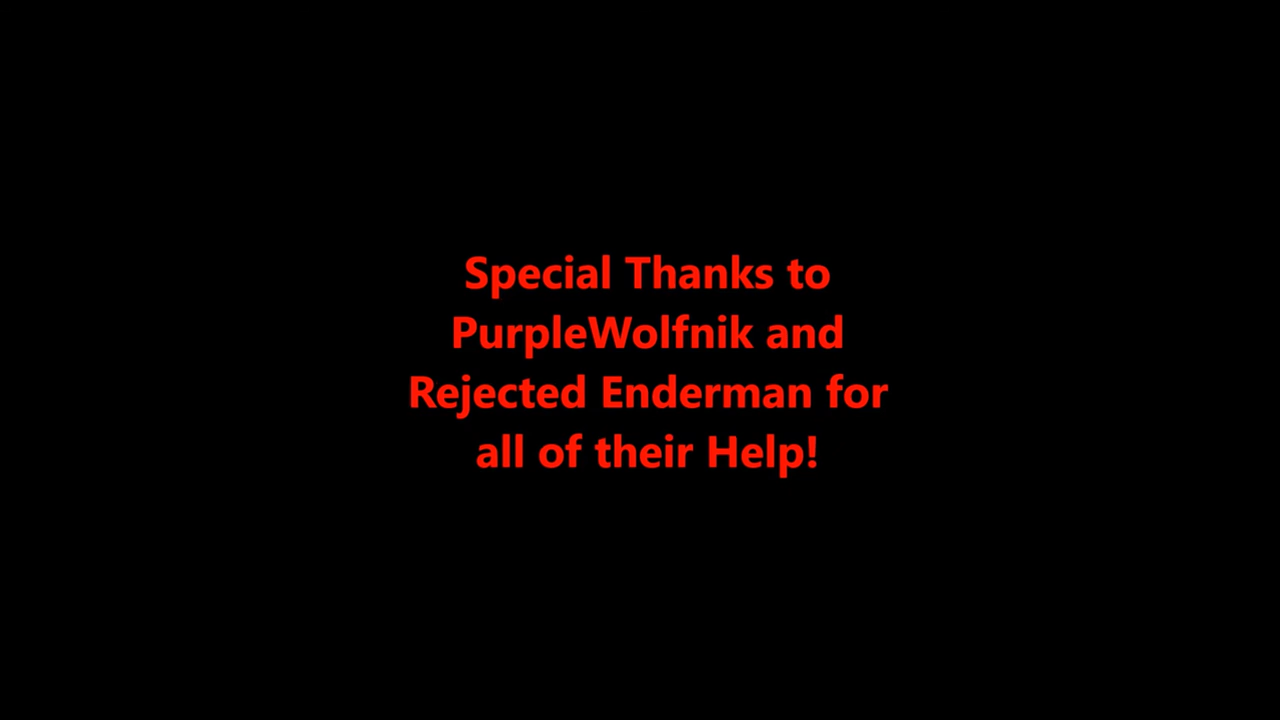 Special Thanks to
PurpleWolfnik and
Rejected Enderman for
all of their Help!